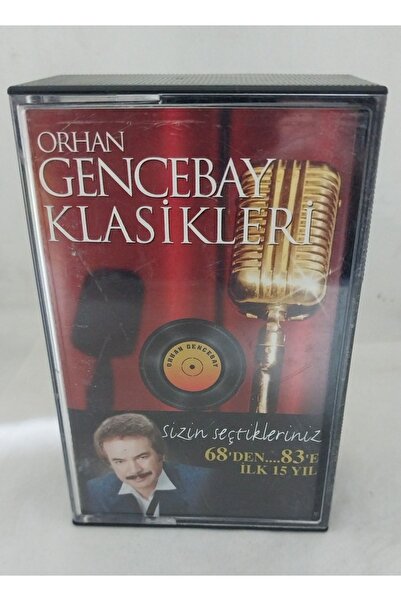 ORHAN
GENCEBAY
KLASİKLERİ
ORHAN GENCEBAY
sizin seçtikleriniz
68'DEN....83'E
İLK 15 YIL